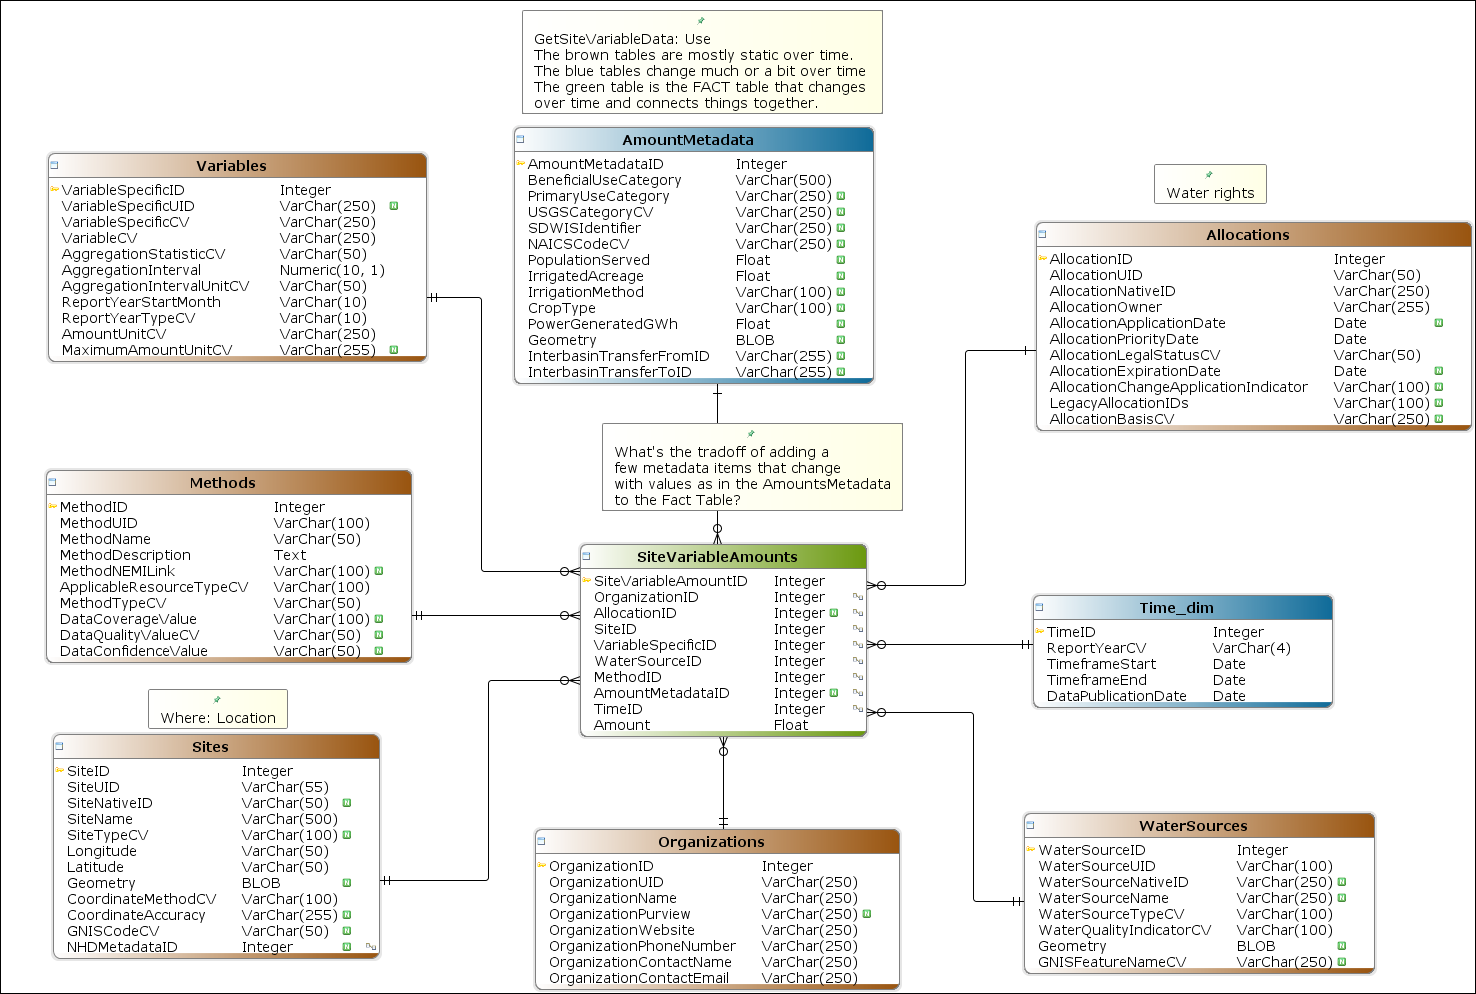 GetSiteVariableData: Use
The brown tables are mostly static over time.
The blue tables change much or a bit over time
The green table is the FACT table that changes
over time and connects things together.
AmountMetadata
AmountMetadataID Integer
BeneficialUseCategory VarChar(500)
PrimaryUseCategory VarChar(250) N
USGSCategoryCV VarChar(250) N
SDWISIdentifier VarChar(250) N
NAICSCodeCV VarChar(250) N
PopulationServed Float N
IrrigatedAcreage Float N
IrrigationMethod VarChar(100) N
CropType VarChar(100) N
PowerGeneratedGWh Float N
Geometry BLOB N
InterbasinTransferFromID VarChar(255) N
InterbasinTransferToID VarChar(255) N
Variables
VariableSpecificID Integer
VariableSpecificUID VarChar(250) N
VariableSpecificCV VarChar(250)
VariableCV VarChar(250)
AggregationStatisticCV VarChar(50)
AggregationInterval Numeric(10, 1)
AggregationIntervalUnitCV VarChar(50)
ReportYearStartMonth VarChar(10)
ReportYearTypeCV VarChar(10)
AmountUnitCV VarChar(250)
MaximumAmountUnitCV VarChar(255) N
Water rights
Allocations
AllocationID Integer
AllocationUID VarChar(50)
AllocationNativeID VarChar(250)
AllocationOwner VarChar(255)
AllocationApplicationDate Date N
AllocationPriorityDate Date
AllocationLegalStatusCV VarChar(50)
AllocationExpirationDate Date N
AllocationChangeApplicationIndicator VarChar(100) N
LegacyAllocationIDs VarChar(100) N
AllocationBasisCV VarChar(250) N
What's the tradoff of adding a
few metadata items that change
with values as in the AmountsMetadata
to the Fact Table?
Methods
MethodID Integer
MethodUID VarChar(100)
MethodName VarChar(50)
MethodDescription Text
MethodNEMILink VarChar(100) N
ApplicableResourceTypeCV VarChar(100)
MethodTypeCV VarChar(50)
DataCoverageValue VarChar(100) N
DataQualityValueCV VarChar(50) N
DataConfidenceValue VarChar(50) N
SiteVariableAmounts
SiteVariableAmountID Integer
OrganizationID Integer
AllocationID Integer N
SiteID Integer
VariableSpecificID Integer
WaterSourceID Integer
MethodID Integer
AmountMetadataID Integer N
TimeID Integer
Amount Float
Time_dim
TimeID Integer
ReportYearCV VarChar(4)
TimeframeStart Date
TimeframeEnd Date
DataPublicationDate Date
Where: Location
Sites
SiteID Integer
SiteUID VarChar(55)
SiteNativeID VarChar(50) N
SiteName VarChar(500)
SiteTypeCV VarChar(100) N
Longitude VarChar(50)
Latitude VarChar(50)
Geometry BLOB N
CoordinateMethodCV VarChar(100)
CoordinateAccuracy VarChar(255) N
GNISCodeCV VarChar(50) N
NHDMetadataID Integer N
Organizations
OrganizationID Integer
OrganizationUID VarChar(250)
OrganizationName VarChar(250)
OrganizationPurview VarChar(250) N
OrganizationWebsite VarChar(250)
OrganizationPhoneNumber VarChar(250)
OrganizationContactName VarChar(250)
OrganizationContactEmail VarChar(250)
WaterSources
WaterSourceID Integer
WaterSourceUID VarChar(100)
WaterSourceNativeID VarChar(250) N
WaterSourceName VarChar(250) N
WaterSourceTypeCV VarChar(100)
WaterQualityIndicatorCV VarChar(100)
Geometry BLOB N
GNISFeatureNameCV VarChar(250) N